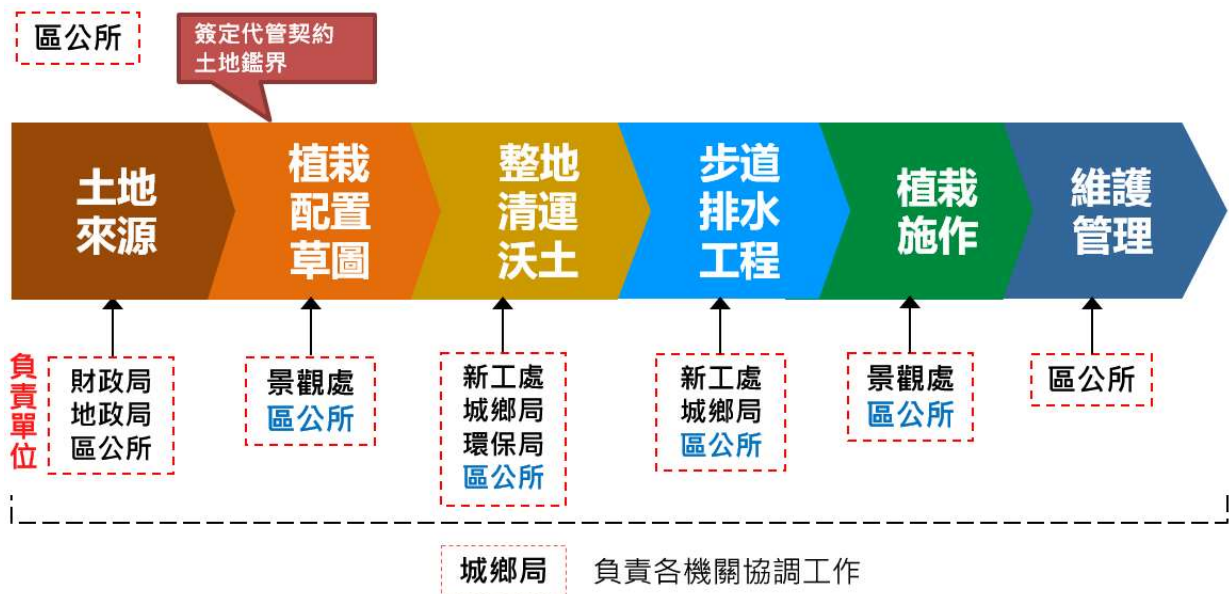 區公所
簽定代管契約
土地鑑界
土地
來源
植栽
配置
草圖
整地
清運
沃土
步道
排水
工程
植栽
施作
維護
管理
負責單位
財政局
地政局
區公所
景觀處
區公所
新工處
城鄉局
環保局
區公所
新工處
城鄉局
區公所
景觀處
區公所
區公所
城鄉局 負責各機關協調工作